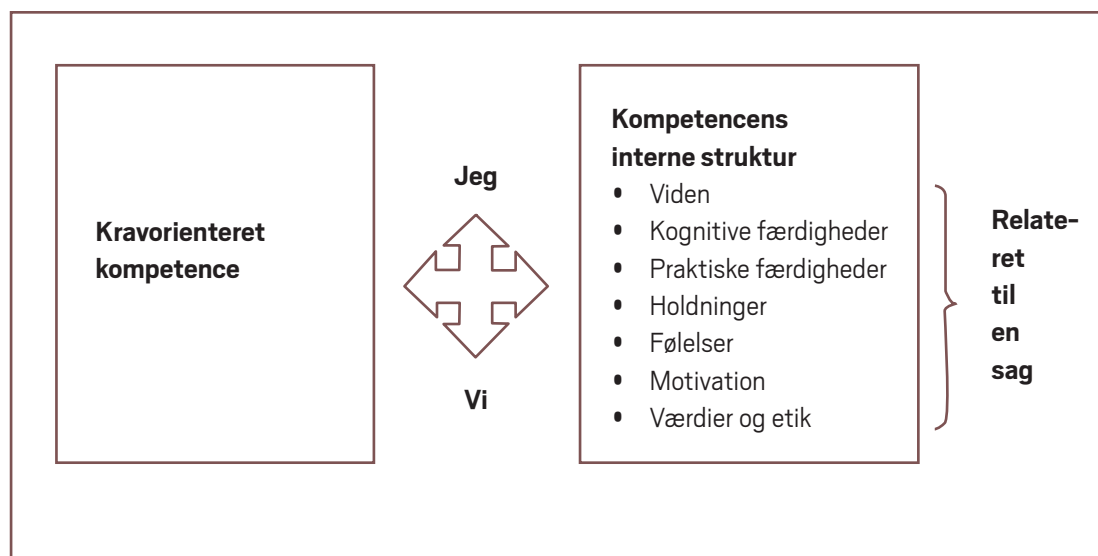 Kravorienteret
kompetence
Jeg
Vi
Kompetencens
interne struktur
• Viden
• Kognitive færdigheder
• Praktiske færdigheder
• Holdninger
• Følelser
• Motivation
• Værdier og etik
Relate-
ret
til
en
sag